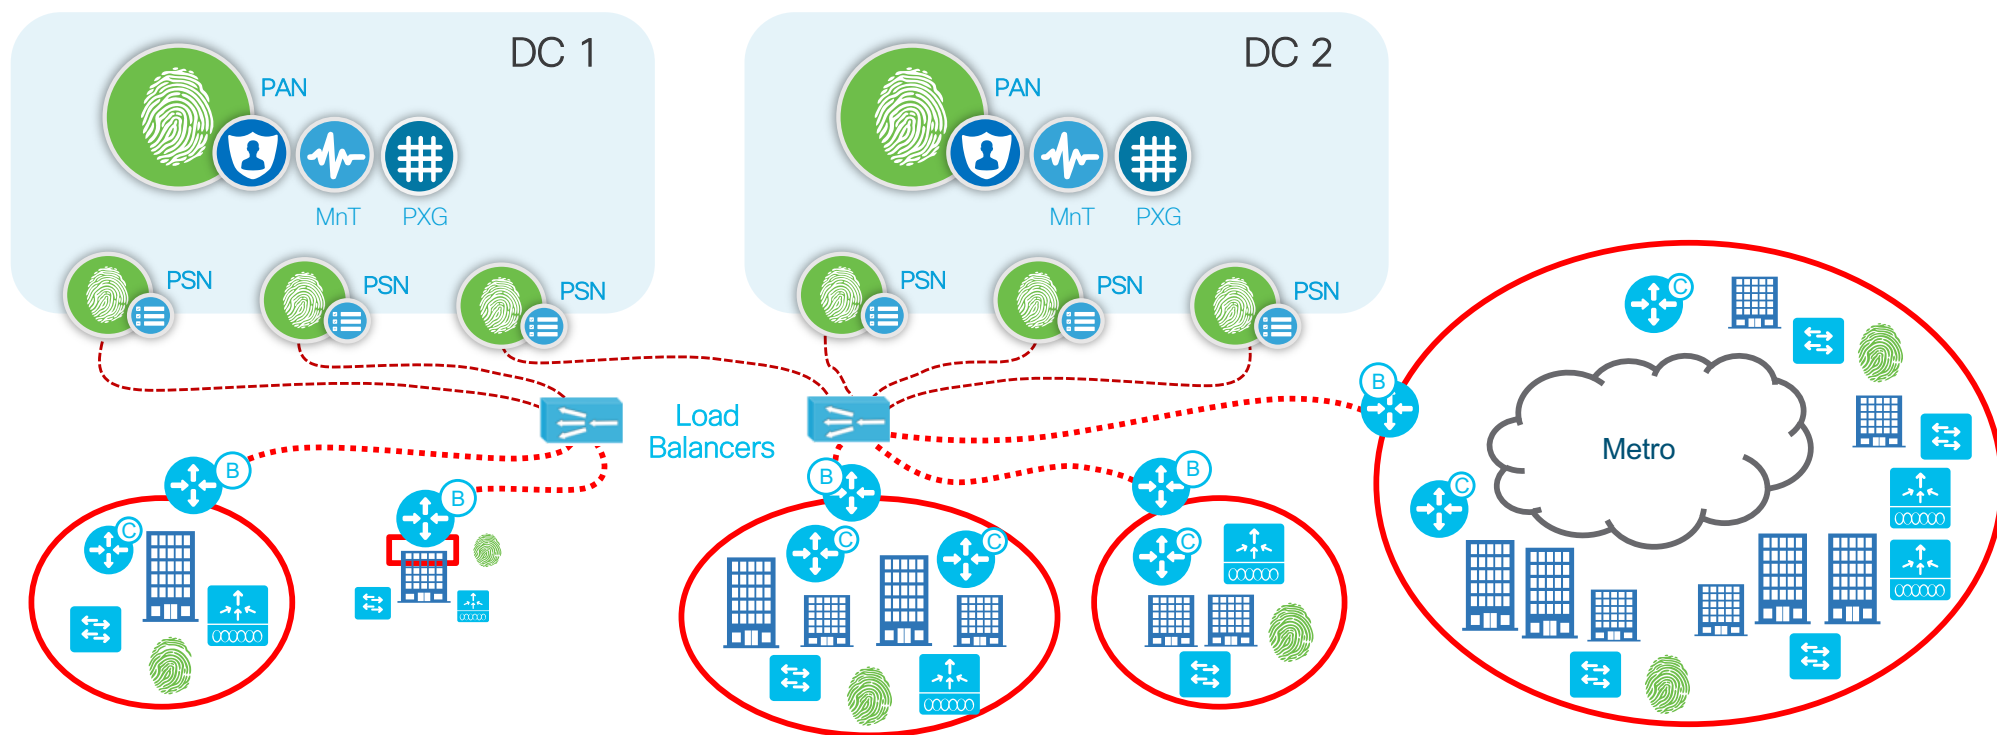 DC 1
PAN
MnT
PXG
PSN
PSN
PSN
DC 2
PAN
MnT
PXG
PSN
PSN
PSN
Load
Balancers
B
C
B
B
C
C
B
C
B
C
C
Metro